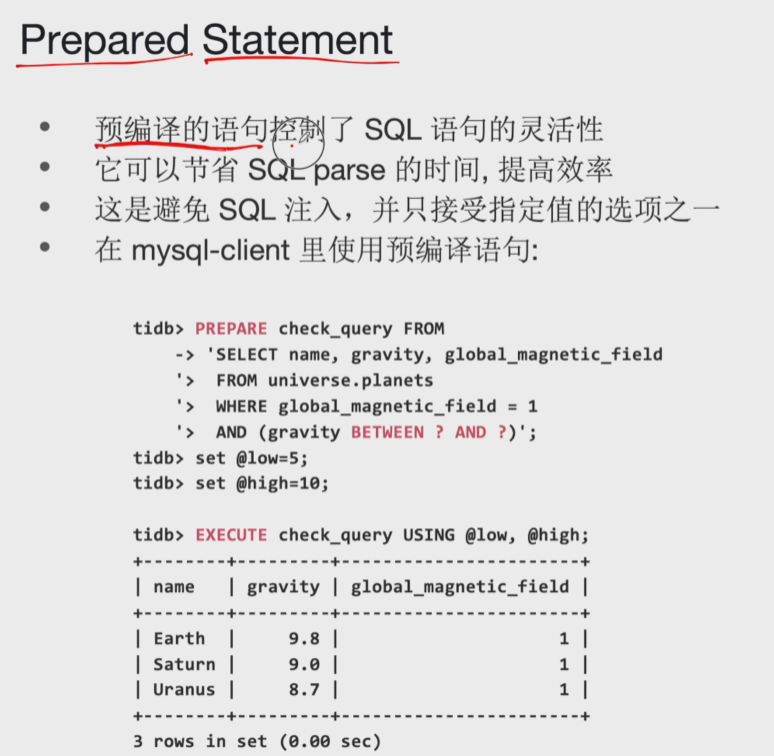 Prepared Statement
• 预编译的语句控制了 SQL 语句的灵活性
• 它可以节省 SQL parse 的时间, 提高效率
• 这是避免 SQL 注入，并只接受指定值的选项之一
• 在 mysql-client 里使用预编译语句:
tidb> PREPARE check_query FROM
    -> 'SELECT name, gravity, global_magnetic_field
    '>  FROM universe.planets
    '>  WHERE global_magnetic_field = 1
    '>  AND (gravity BETWEEN ? AND ?)';
tidb> set @low=5;
tidb> set @high=10;
tidb> EXECUTE check_query USING @low, @high;
+--------+---------+-----------------------+
| name   | gravity | global_magnetic_field |
+--------+---------+-----------------------+
| Earth  |     9.8 |                     1 |
| Saturn |     9.0 |                     1 |
| Uranus |     8.7 |                     1 |
+--------+---------+-----------------------+
3 rows in set (0.00 sec)